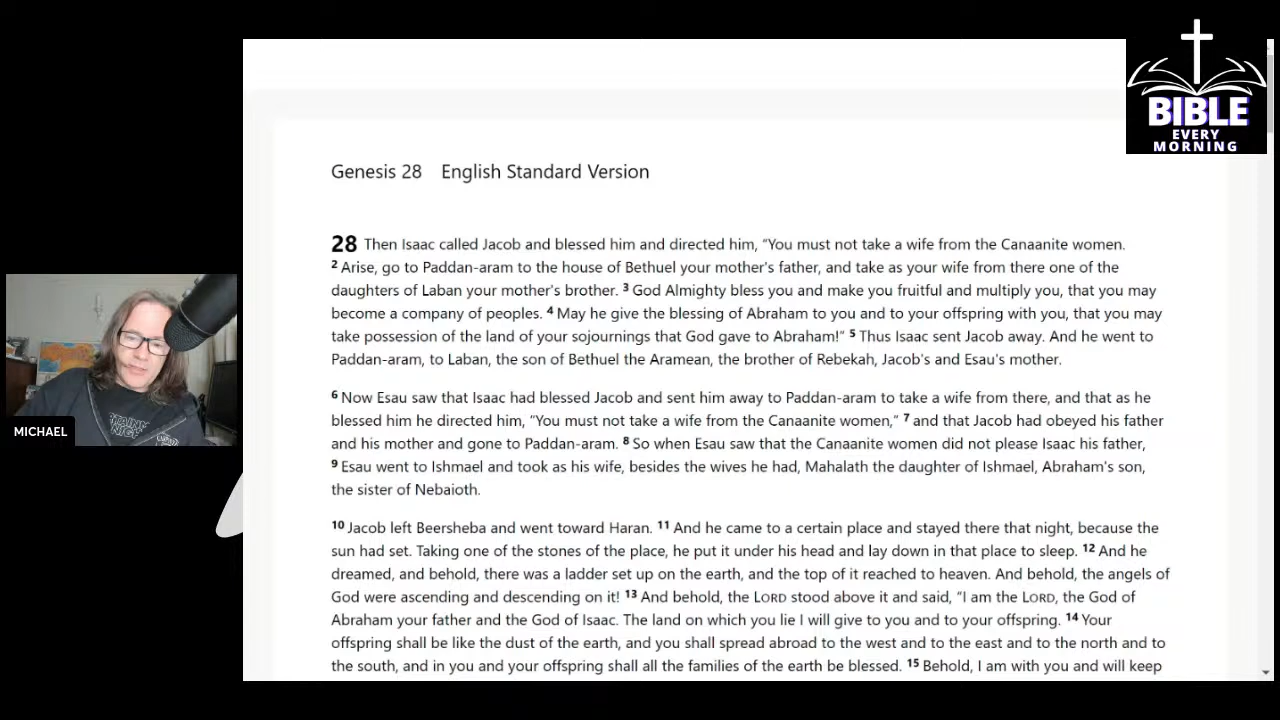 BIBLE
EVERY
MORNING
Genesis 28 English Standard Version
28 Then Isaac called Jacob and blessed him and directed him, “You must not take a wife from the Canaanite women.
2 Arise, go to Paddan-aram to the house of Bethuel your mother's father, and take as your wife from there one of the
daughters of Laban your mother's brother. 3 God Almighty bless you and make you fruitful and multiply you, that you may
become a company of peoples. 4 May he give the blessing of Abraham to you and to your offspring with you, that you may
take possession of the land of your sojournings that God gave to Abraham!” 5 Thus Isaac sent Jacob away. And he went to
Paddan-aram, to Laban, the son of Bethuel the Aramean, the brother of Rebekah, Jacob's and Esau's mother.
6 Now Esau saw that Isaac had blessed Jacob and sent him away to Paddan-aram to take a wife from there, and that as he
blessed him he directed him, “You must not take a wife from the Canaanite women,” 7 and that Jacob had obeyed his father
and his mother and gone to Paddan-aram. 8 So when Esau saw that the Canaanite women did not please Isaac his father,
9 Esau went to Ishmael and took as his wife, besides the wives he had, Mahalath the daughter of Ishmael, Abraham's son,
the sister of Nebaioth.
10 Jacob left Beersheba and went toward Haran. 11 And he came to a certain place and stayed there that night, because the
sun had set. Taking one of the stones of the place, he put it under his head and lay down in that place to sleep. 12 And he
dreamed, and behold, there was a ladder set up on the earth, and the top of it reached to heaven. And behold, the angels of
God were ascending and descending on it! 13 And behold, the LORD stood above it and said, “I am the LORD, the God of
Abraham your father and the God of Isaac. The land on which you lie I will give to you and to your offspring. 14 Your
offspring shall be like the dust of the earth, and you shall spread abroad to the west and to the east and to the north and to
the south, and in you and your offspring shall all the families of the earth be blessed. 15 Behold, I am with you and will keep
MICHAEL